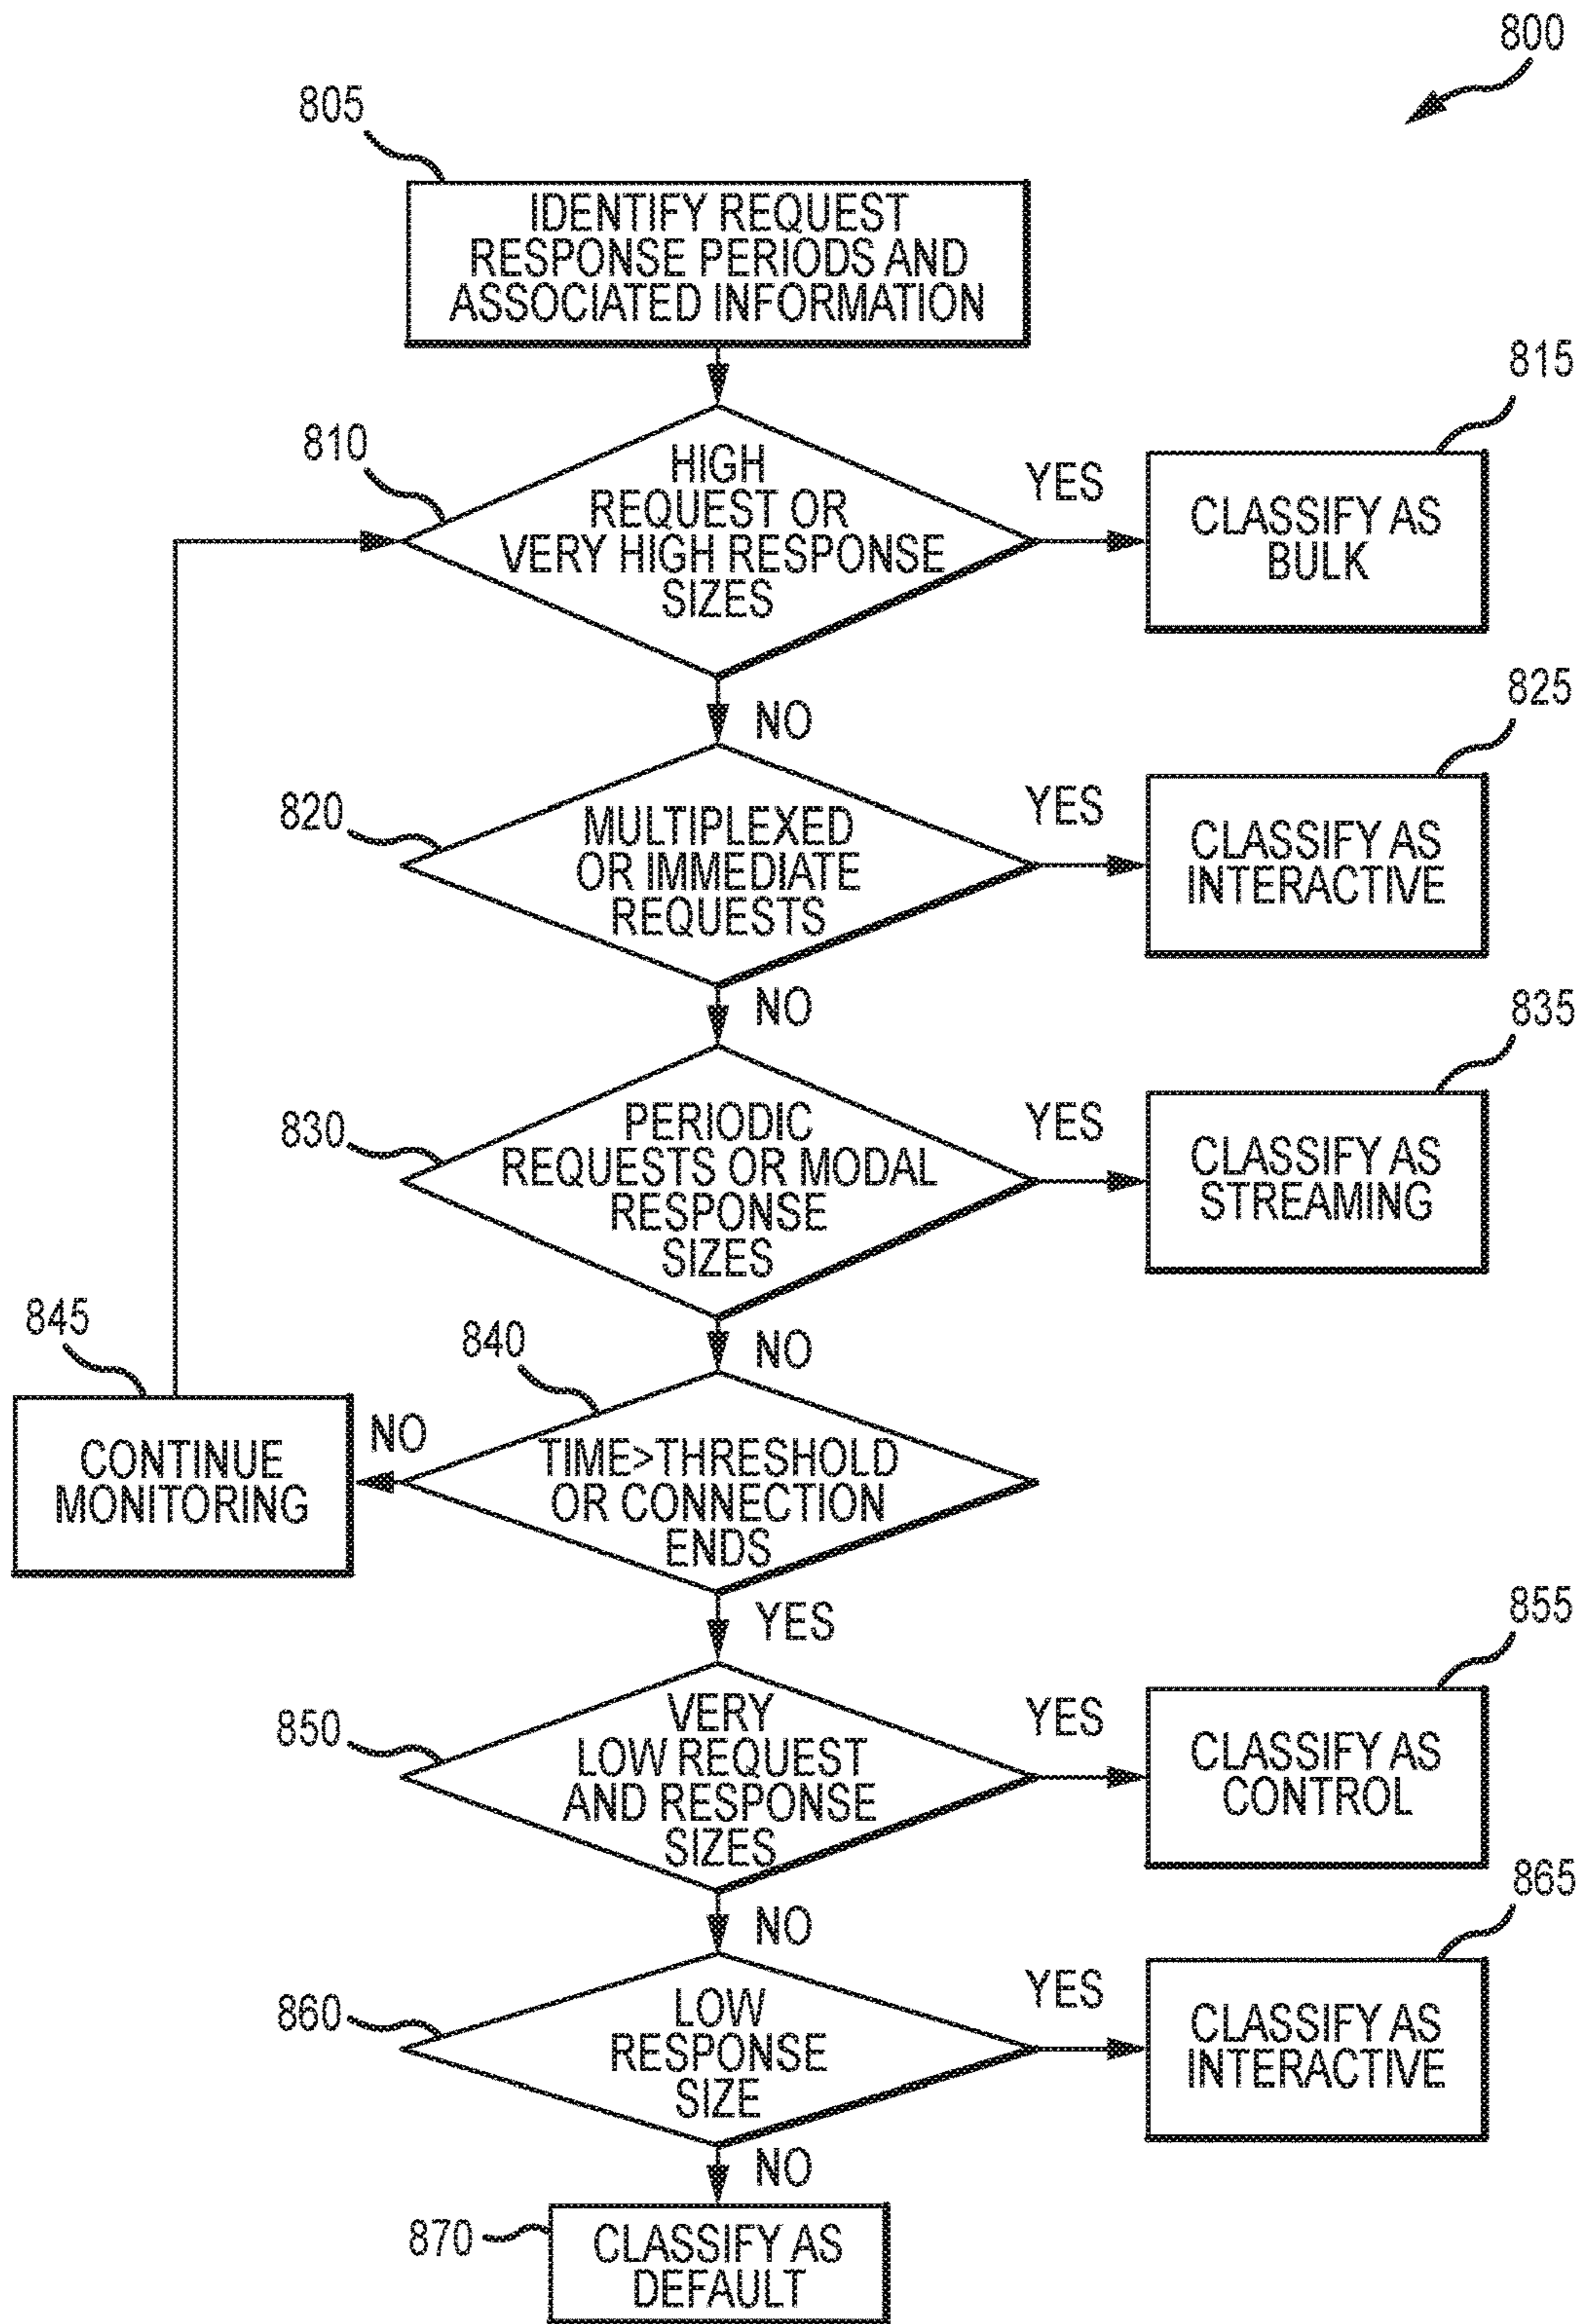 800
805
IDENTIFY REQUEST
RESPONSE PERIODS AND
ASSOCIATED INFORMATION
810
HIGH
REQUEST OR
VERY HIGH RESPONSE
SIZES
YES
815
CLASSIFY AS
BULK
NO
820
MULTIPLEXED
OR IMMEDIATE
REQUESTS
YES
825
CLASSIFY AS
INTERACTIVE
NO
830
PERIODIC
REQUESTS OR MODAL
RESPONSE
SIZES
YES
835
CLASSIFY AS
STREAMING
NO
840
TIME>THRESHOLD
OR CONNECTION
ENDS
NO
845
CONTINUE
MONITORING
YES
850
VERY
LOW REQUEST
AND RESPONSE
SIZES
YES
855
CLASSIFY AS
CONTROL
NO
860
LOW
RESPONSE
SIZE
YES
865
CLASSIFY AS
INTERACTIVE
NO
870
CLASSIFY AS
DEFAULT